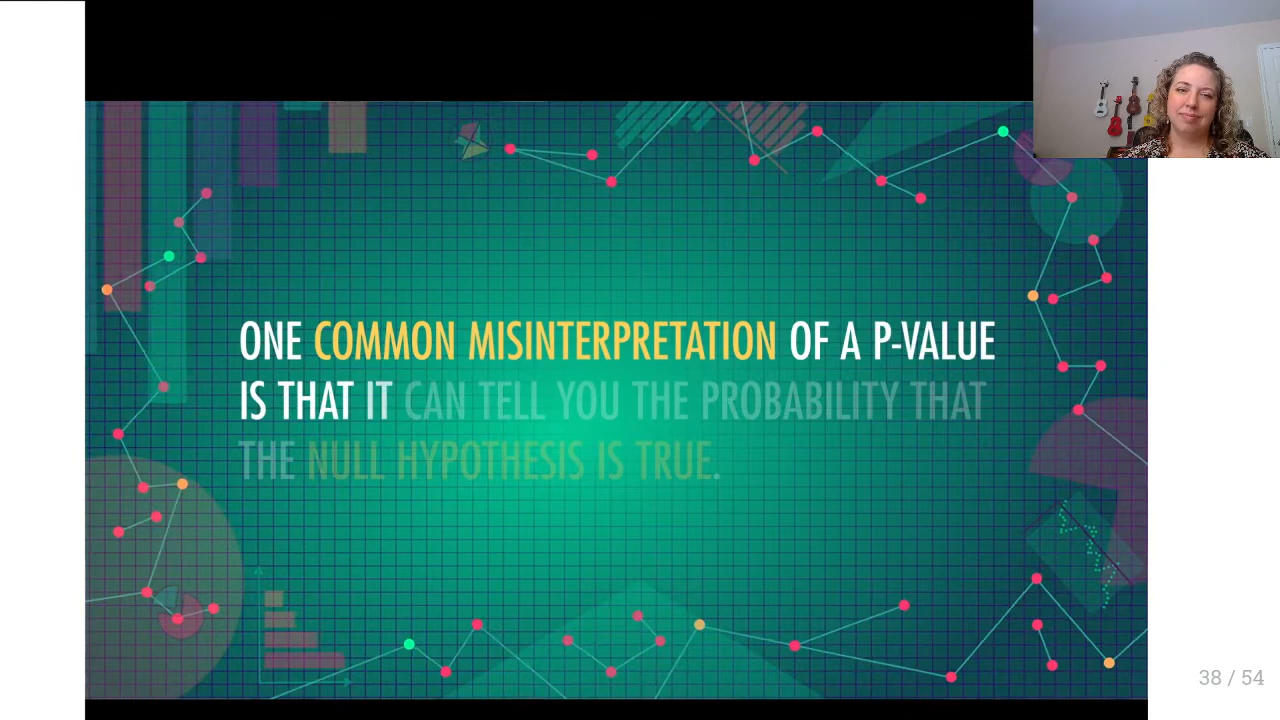 ONE COMMON MISINTERPRETATION OF A P-VALUE
IS THAT IT CAN TELL YOU THE PROBABILITY THAT
THE NULL HYPOTHESIS IS TRUE.
38 / 54